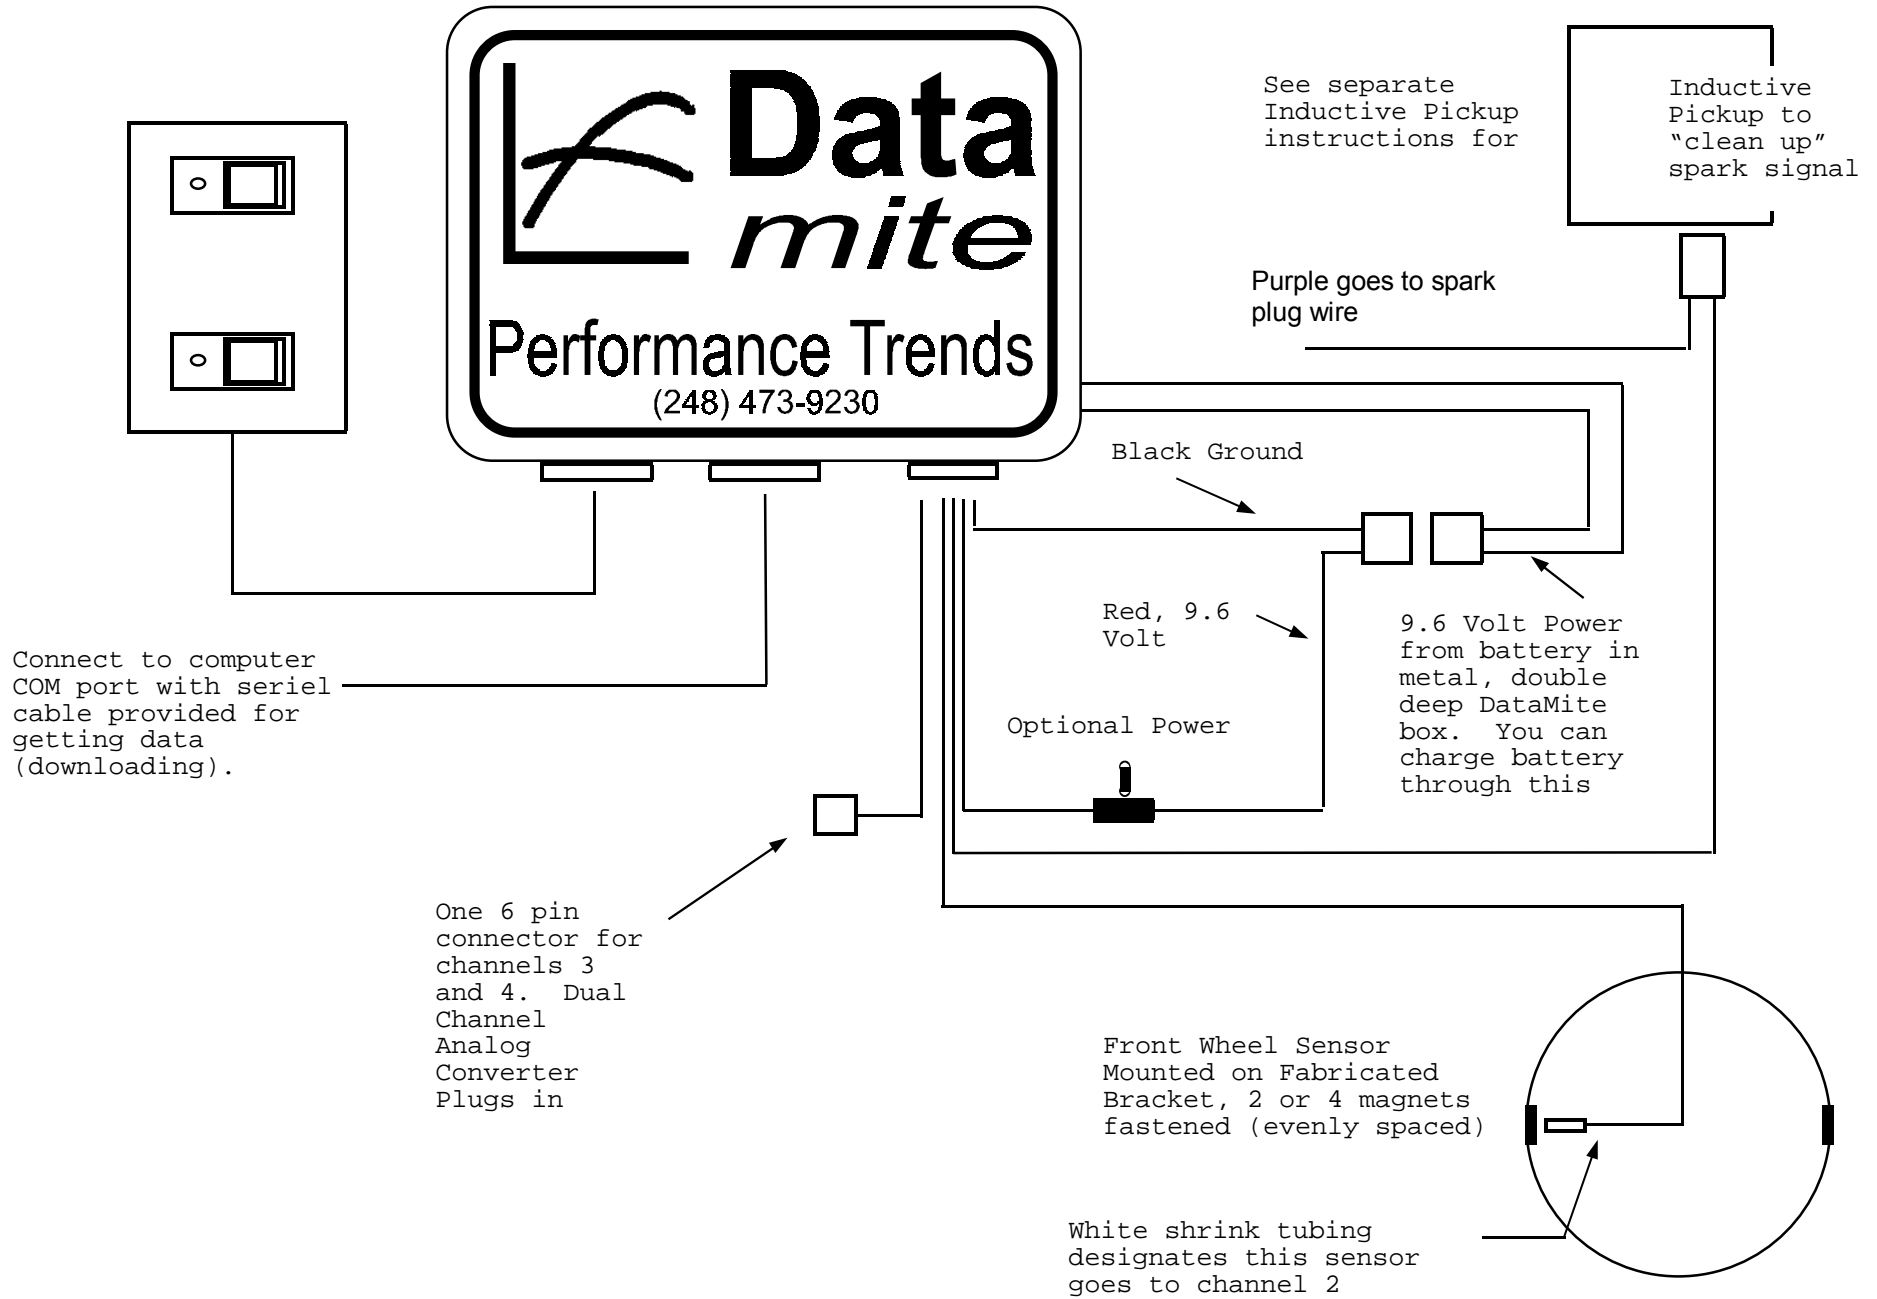 Data
mite
Performance Trends
(248) 473-9230
See separate
Inductive Pickup
instructions for
Inductive
Pickup to
“clean up”
spark signal
Purple goes to spark
plug wire
Black Ground
Red, 9.6
Volt
9.6 Volt Power
from battery in
metal, double
deep DataMite
box.  You can
charge battery
through this
Connect to computer
COM port with seriel
cable provided for
getting data
(downloading).
Optional Power
One 6 pin
connector for
channels 3
and 4.  Dual
Channel
Analog
Converter
Plugs in
Front Wheel Sensor
Mounted on Fabricated
Bracket, 2 or 4 magnets
fastened (evenly spaced)
White shrink tubing
designates this sensor
goes to channel 2